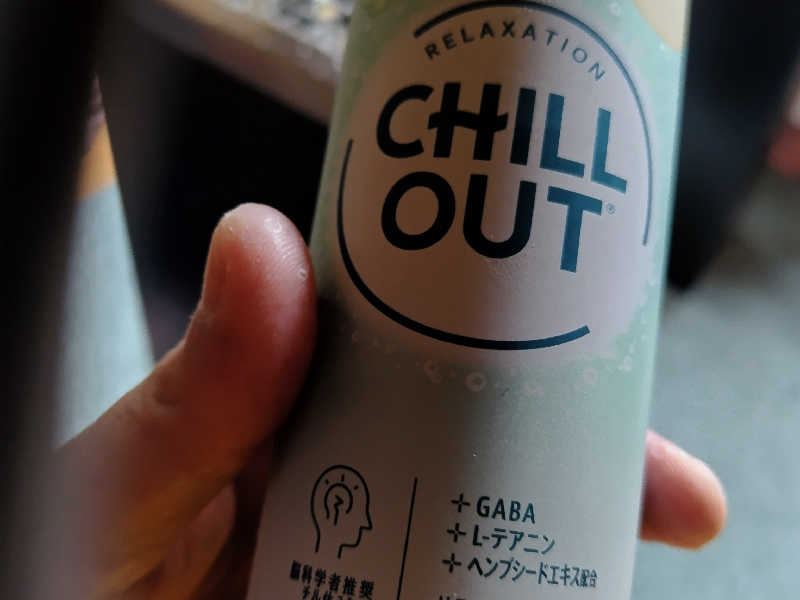 RELAXATION
CHILL
OUT®
+GABA
+L-テアニン
+ヘンプシードエキス配合
脳科学者推奨